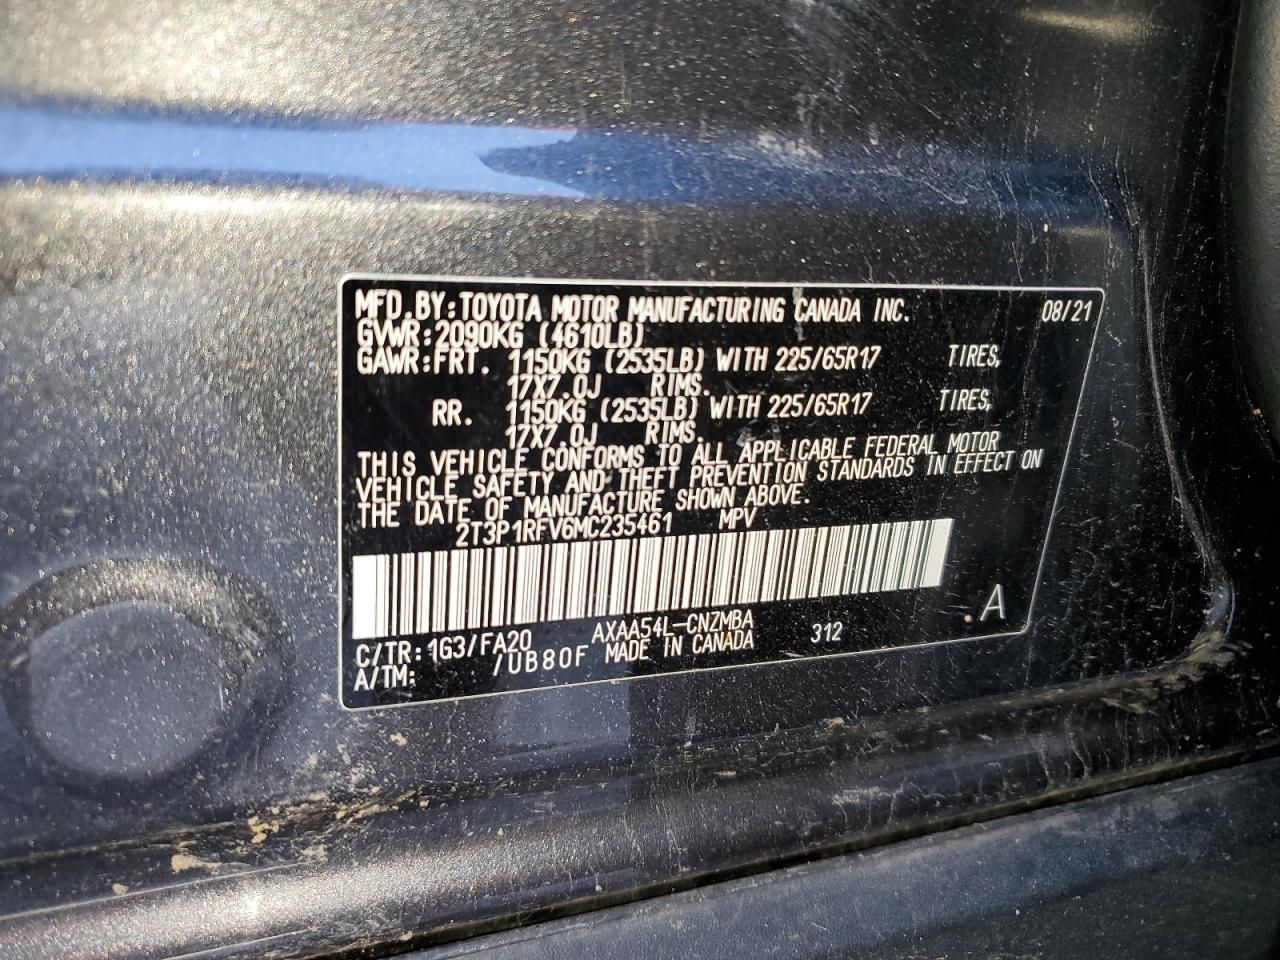 MFD.BY:TOYOTA MOTOR MANUFACTURING CANADA INC. 08/21
GVWR:2090KG (4610LB)
GAWR:FRT. 1150KG (2535LB) WITH 225/65R17 TIRES,
17X7.0J RIMS.
RR. 1150KG (2535LB) WITH 225/65R17 TIRES,
17X7.0J RIMS.
THIS VEHICLE CONFORMS TO ALL APPLICABLE FEDERAL MOTOR
VEHICLE SAFETY AND THEFT PREVENTION STANDARDS IN EFFECT ON
THE DATE OF MANUFACTURE SHOWN ABOVE.
2T3P1RFV6MC235461 MPV
A
C/TR:1G3/FA20 AXAA54L-CNZMBA 312
A/TM: /UB80F MADE IN CANADA